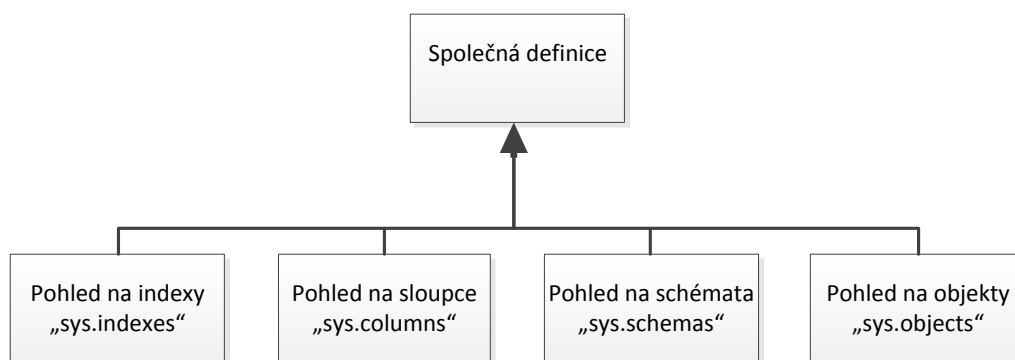 Společná definice
Pohled na indexy
„sys.indexes“
Pohled na sloupce
„sys.columns“
Pohled na schémata
„sys.schemas“
Pohled na objekty
„sys.objects“